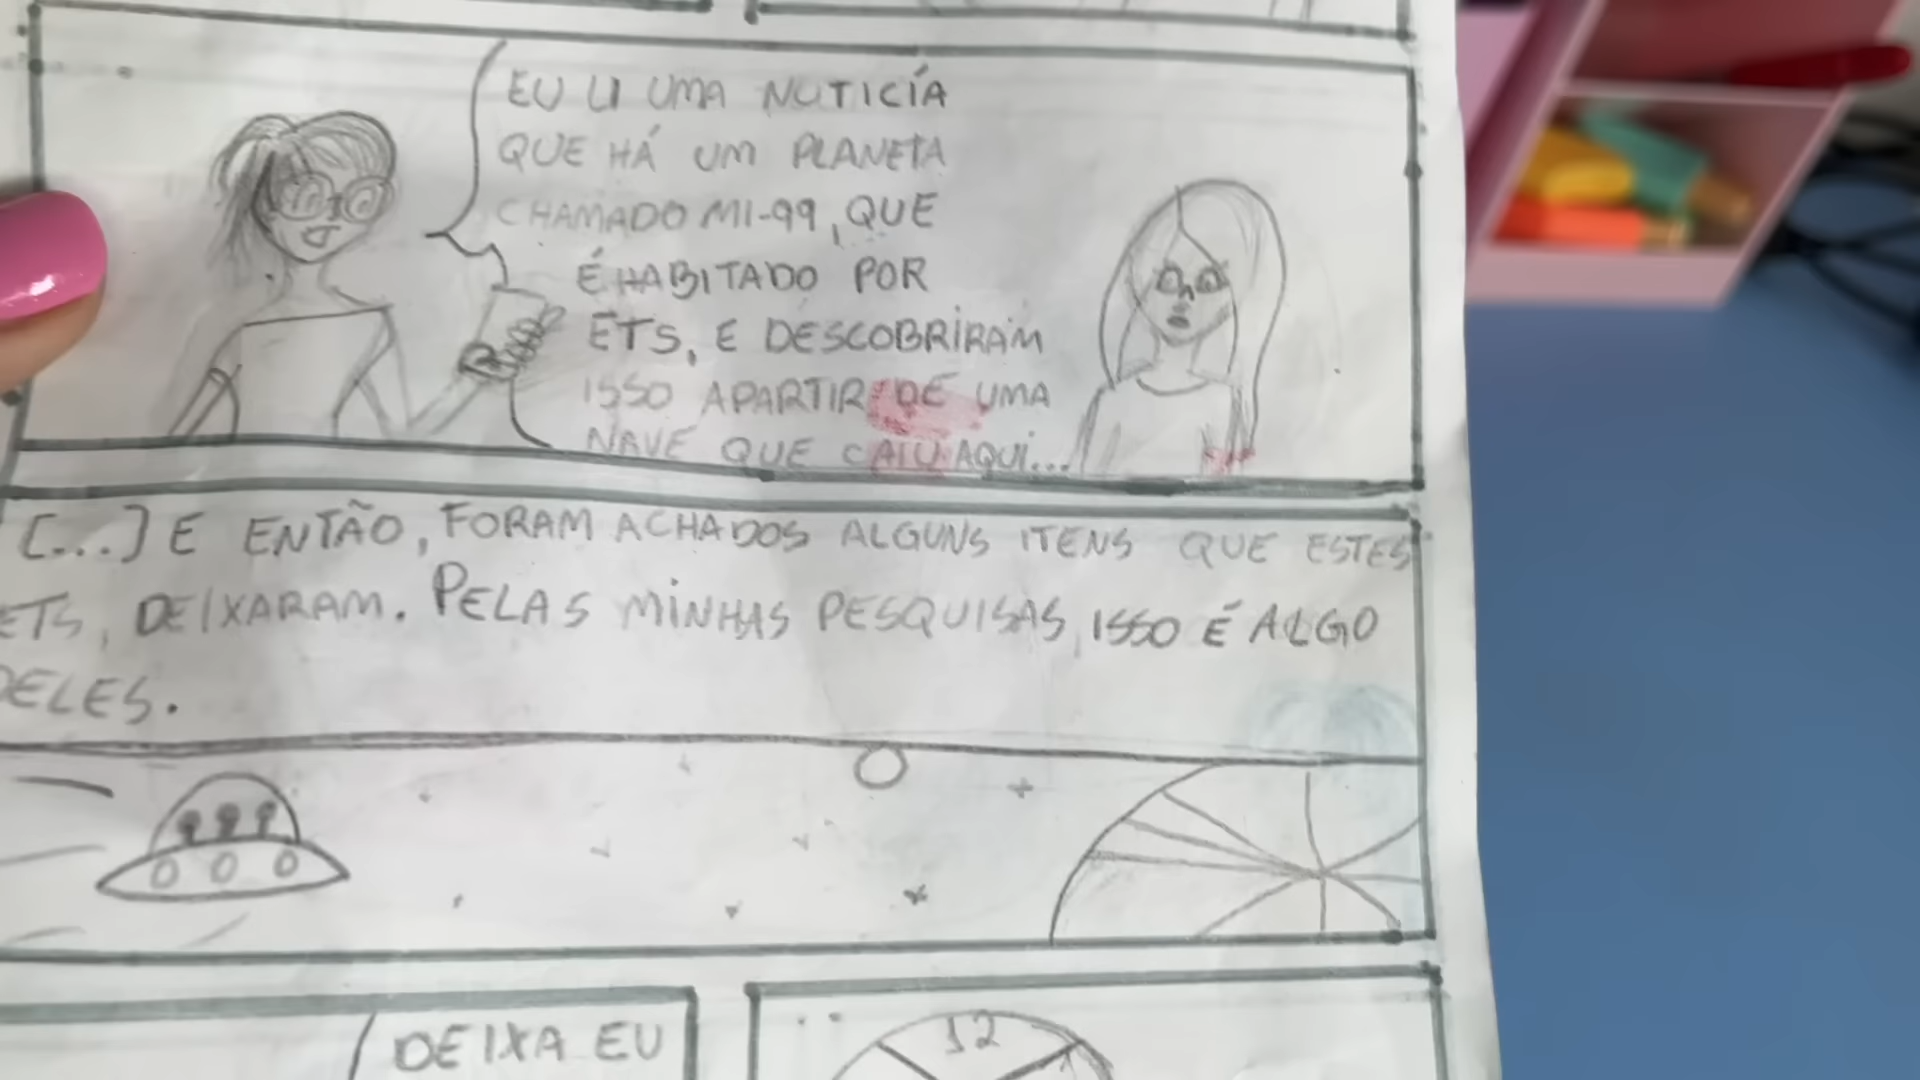 EU LI UMA NUTICÍA
QUE HÁ UM PLANETA
CHAMADO MI-99, QUE
É HABITADO POR
ETS, E DESCOBRIRAM
ISSO APARTIR DE UMA
NAVE QUE CAIU AQUI...
[...] E ENTÃO, FORAM ACHADOS ALGUNS ITENS QUE ESTES
ETS, DEIXARAM. PELAS MINHAS PESQUISAS, ISSO É ALGO
DELES.
DEIXA EU
12